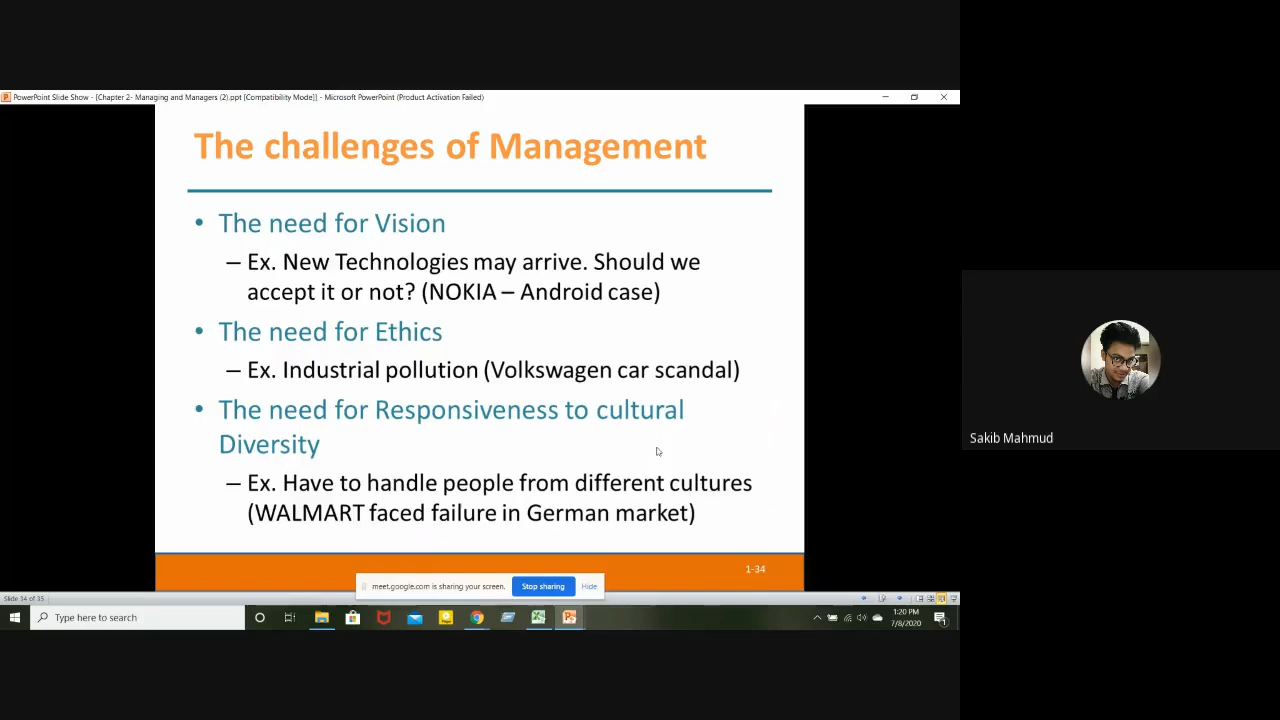 PowerPoint Slide Show - [Chapter 2- Managing and Managers (2).ppt [Compatibility Mode]] - Microsoft PowerPoint (Product Activation Failed)
The challenges of Management
• The need for Vision
– Ex. New Technologies may arrive. Should we
accept it or not? (NOKIA – Android case)
• The need for Ethics
– Ex. Industrial pollution (Volkswagen car scandal)
• The need for Responsiveness to cultural
Diversity
– Ex. Have to handle people from different cultures
(WALMART faced failure in German market)
1-34
meet.google.com is sharing your screen. Stop sharing Hide
Slide 34 of 35
Type here to search
1:20 PM
7/8/2020
Sakib Mahmud